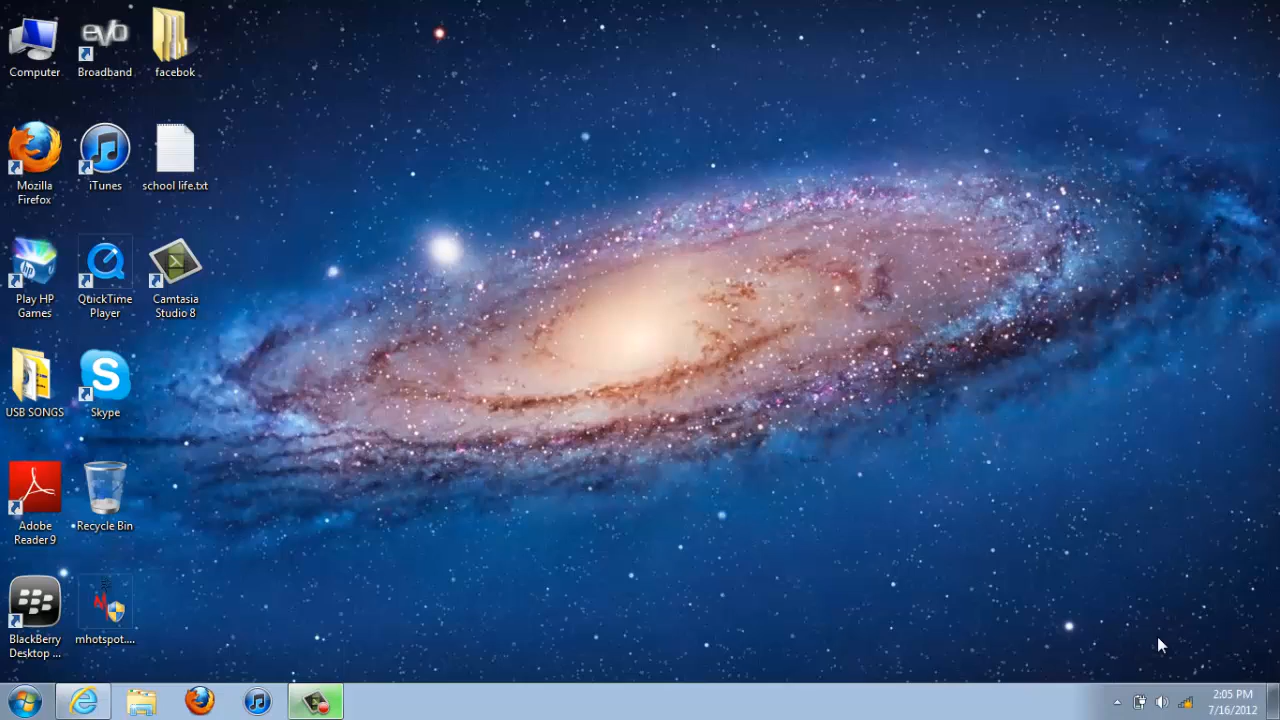 Computer
evo
Broadband
facebok
Mozilla
Firefox
iTunes
school life.txt
hp
Play HP
Games
QuickTime
Player
Camtasia
Studio 8
USB SONGS
S
Skype
Adobe
Reader 9
Recycle Bin
BlackBerry
Desktop ...
mhotspot....
2:05 PM
7/16/2012